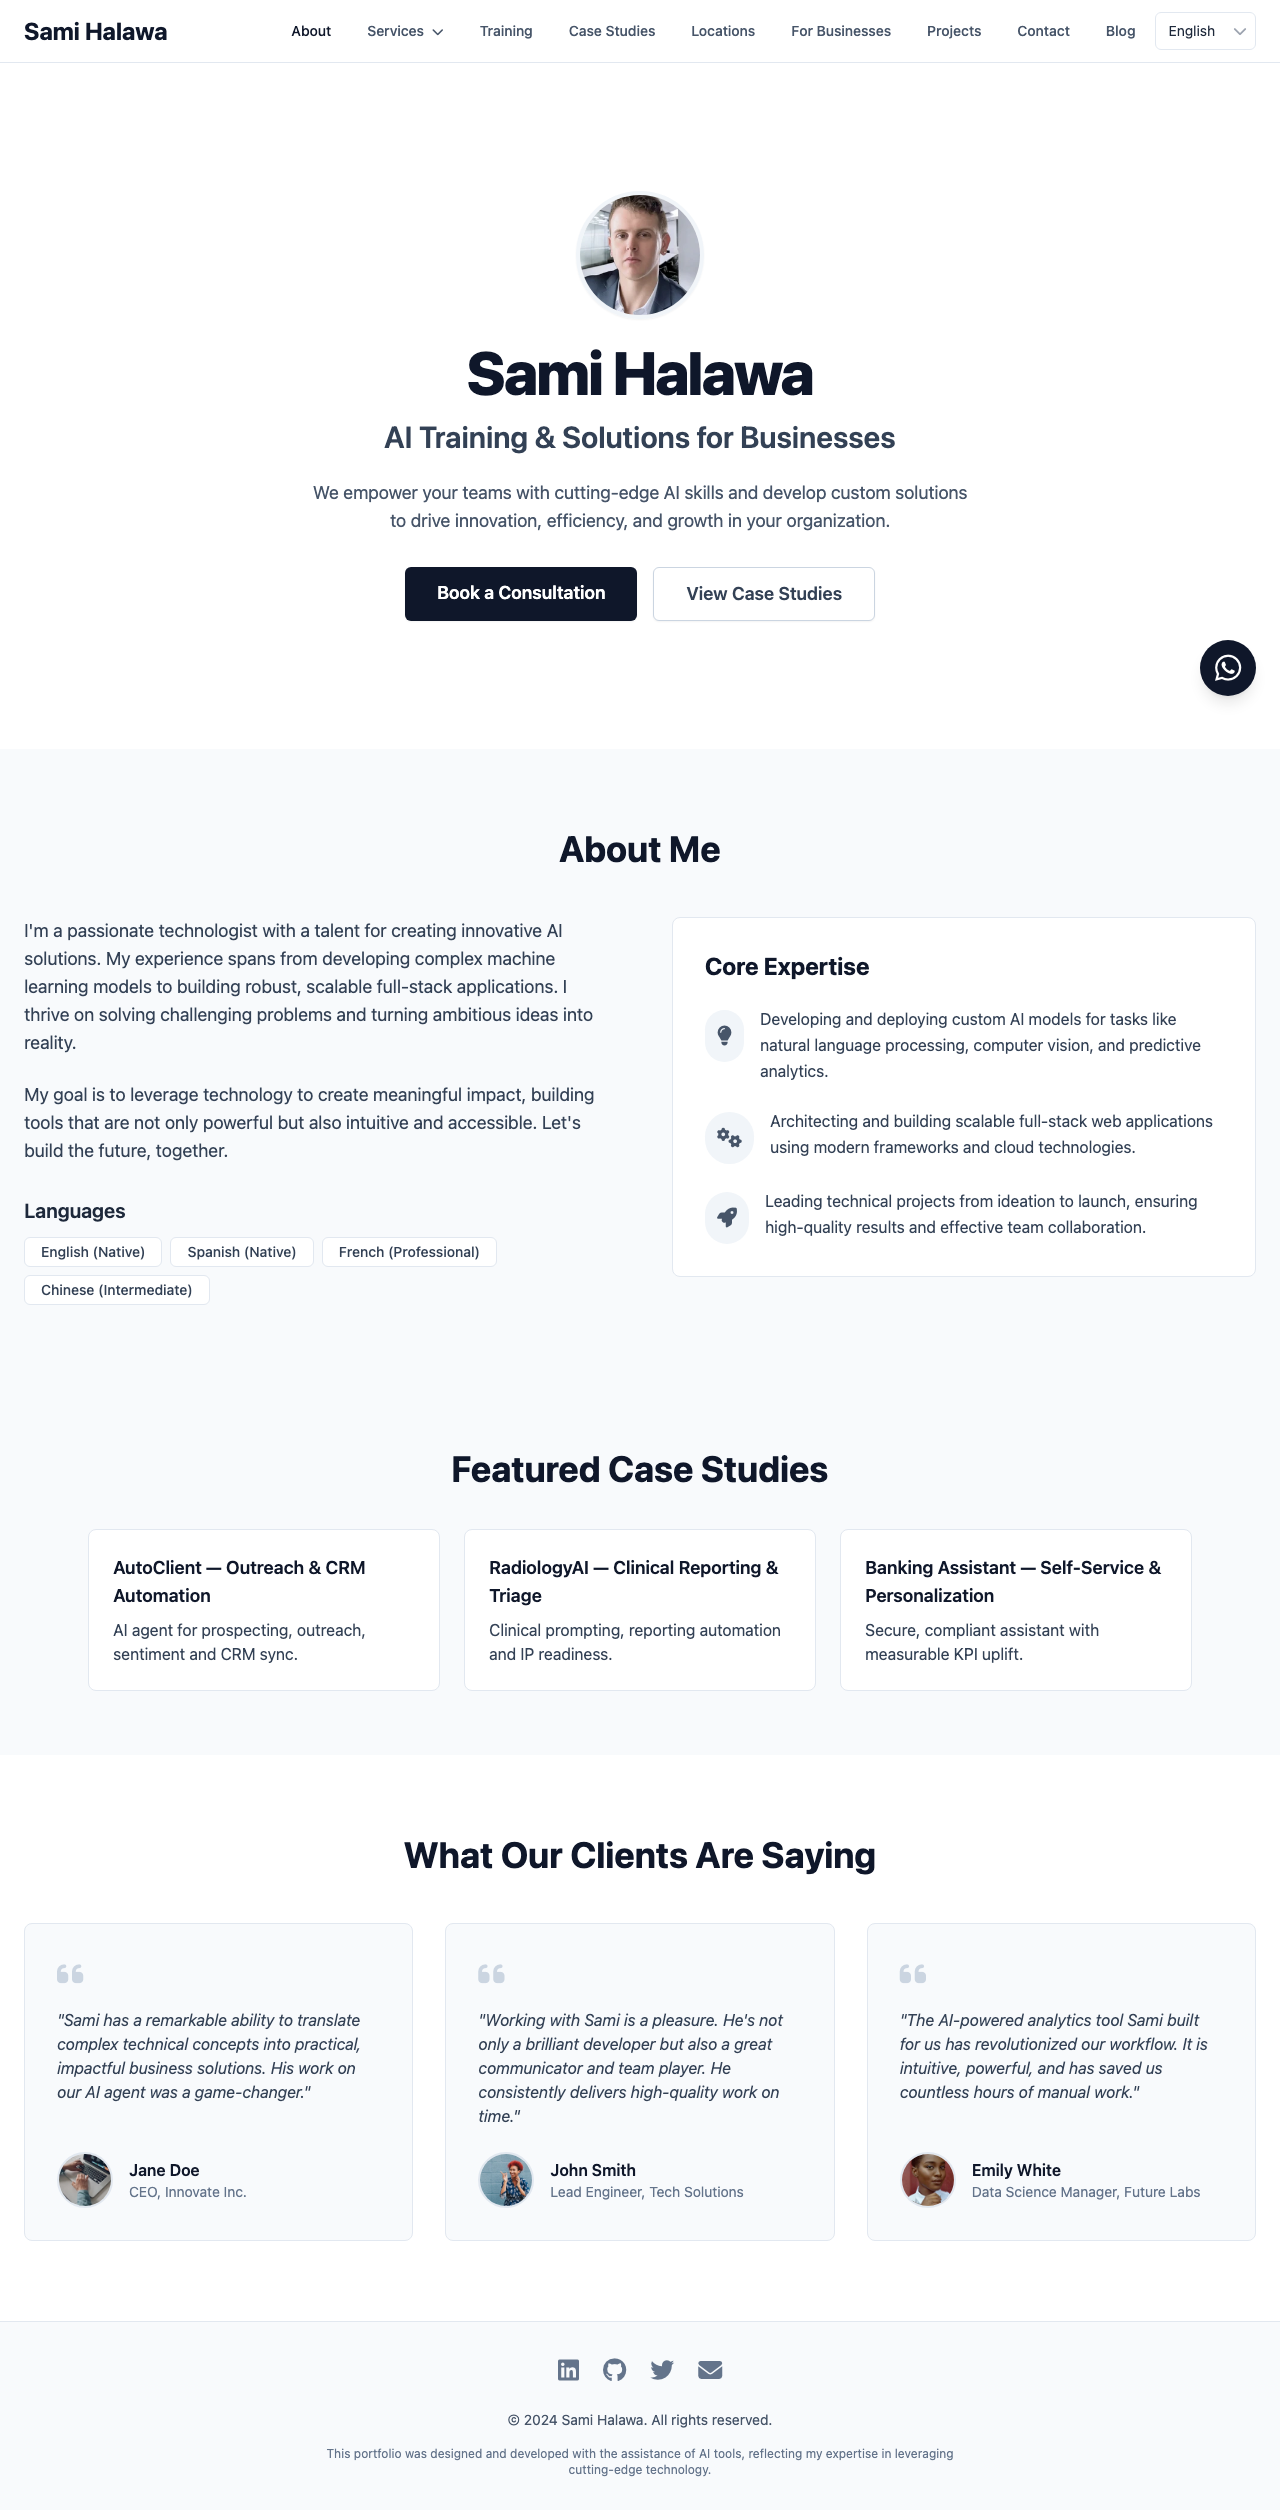 Sami Halawa
About
Services
Training
Case Studies
Locations
For Businesses
Projects
Contact
Blog
English
Sami Halawa
AI Training & Solutions for Businesses
We empower your teams with cutting-edge AI skills and develop custom solutions
to drive innovation, efficiency, and growth in your organization.
Book a Consultation
View Case Studies
About Me
I'm a passionate technologist with a talent for creating innovative AI
solutions. My experience spans from developing complex machine
learning models to building robust, scalable full-stack applications. I
thrive on solving challenging problems and turning ambitious ideas into
reality.
My goal is to leverage technology to create meaningful impact, building
tools that are not only powerful but also intuitive and accessible. Let's
build the future, together.
Languages
English (Native)
Spanish (Native)
French (Professional)
Chinese (Intermediate)
Core Expertise
Developing and deploying custom AI models for tasks like
natural language processing, computer vision, and predictive
analytics.
Architecting and building scalable full-stack web applications
using modern frameworks and cloud technologies.
Leading technical projects from ideation to launch, ensuring
high-quality results and effective team collaboration.
Featured Case Studies
AutoClient — Outreach & CRM
Automation
AI agent for prospecting, outreach,
sentiment and CRM sync.
RadiologyAI — Clinical Reporting &
Triage
Clinical prompting, reporting automation
and IP readiness.
Banking Assistant — Self-Service &
Personalization
Secure, compliant assistant with
measurable KPI uplift.
What Our Clients Are Saying
"Sami has a remarkable ability to translate
complex technical concepts into practical,
impactful business solutions. His work on
our AI agent was a game-changer."
Jane Doe
CEO, Innovate Inc.
"Working with Sami is a pleasure. He's not
only a brilliant developer but also a great
communicator and team player. He
consistently delivers high-quality work on
time."
John Smith
Lead Engineer, Tech Solutions
"The AI-powered analytics tool Sami built
for us has revolutionized our workflow. It is
intuitive, powerful, and has saved us
countless hours of manual work."
Emily White
Data Science Manager, Future Labs
© 2024 Sami Halawa. All rights reserved.
This portfolio was designed and developed with the assistance of AI tools, reflecting my expertise in leveraging
cutting-edge technology.